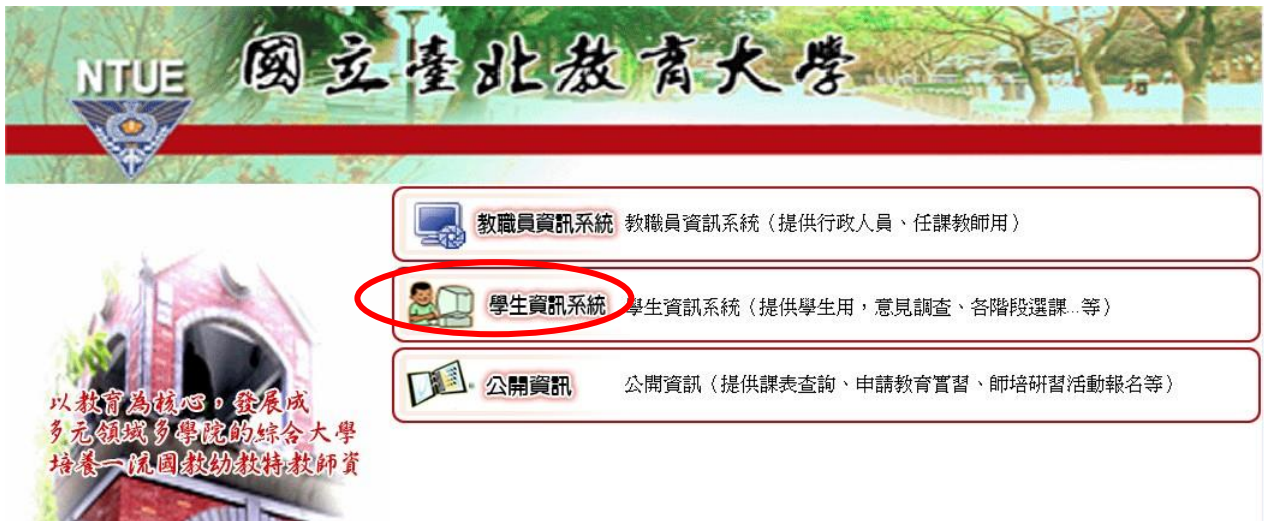 NTUE
國立臺北教育大學
教職員資訊系統 教職員資訊系統（提供行政人員、任課教師用）
學生資訊系統 學生資訊系統（提供學生用，意見調查、各階段選課...等）
公開資訊 公開資訊（提供課表查詢、申請教育實習、師培研習活動報名等）
以教育為核心，發展成
多元領域多學院的綜合大學
培養一流國教幼教特教師資